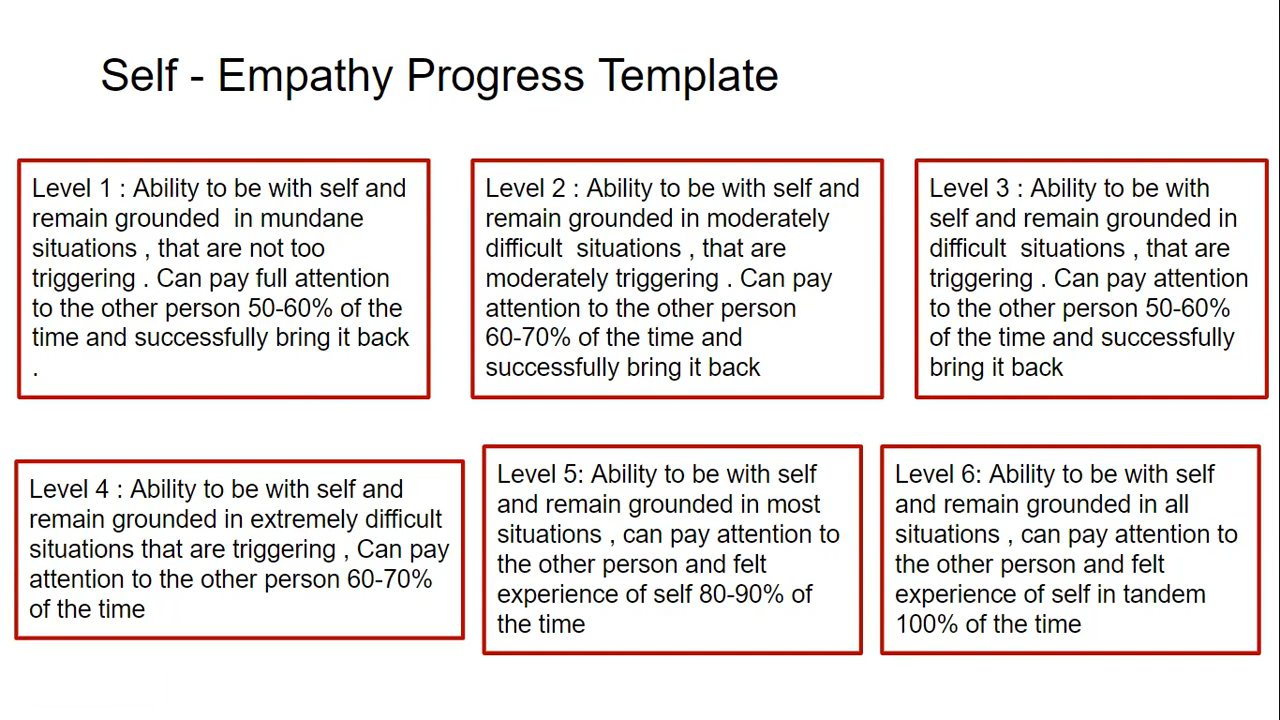 Self - Empathy Progress Template
Level 1 : Ability to be with self and
remain grounded  in mundane
situations , that are not too
triggering . Can pay full attention
to the other person 50-60% of the
time and successfully bring it back
.
Level 2 : Ability to be with self and
remain grounded in moderately
difficult  situations , that are
moderately triggering . Can pay
attention to the other person
60-70% of the time and
successfully bring it back
Level 3 : Ability to be with
self and remain grounded in
difficult  situations , that are
triggering . Can pay attention
to the other person 50-60%
of the time and successfully
bring it back
Level 4 : Ability to be with self and
remain grounded in extremely difficult
situations that are triggering , Can pay
attention to the other person 60-70%
of the time
Level 5: Ability to be with self
and remain grounded in most
situations , can pay attention to
the other person and felt
experience of self 80-90% of
the time
Level 6: Ability to be with self
and remain grounded in all
situations , can pay attention to
the other person and felt
experience of self in tandem
100% of the time